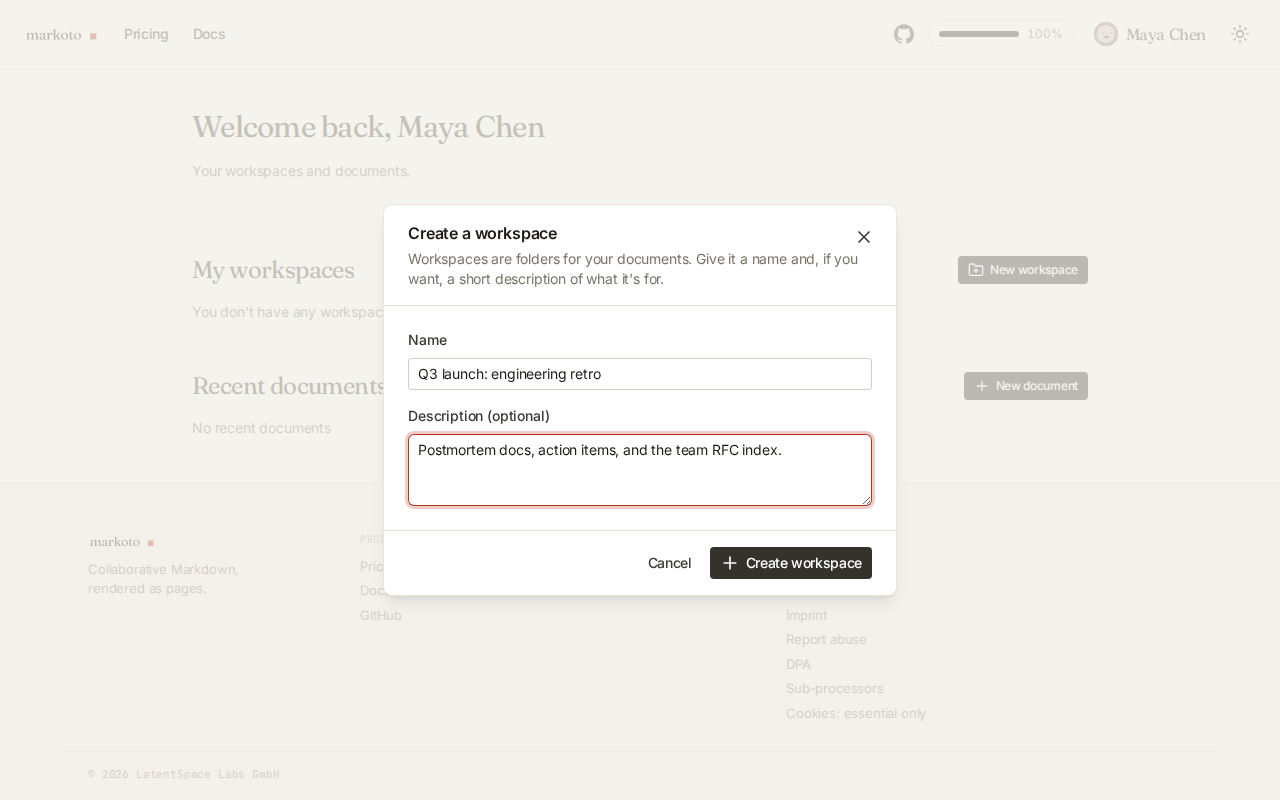 markoto
Pricing
Docs
100%
Maya Chen
Welcome back, Maya Chen
Your workspaces and documents.
Create a workspace
Workspaces are folders for your documents. Give it a name and, if you
want, a short description of what it's for.
My workspaces
New workspace
You don't have any workspac
Name
Q3 launch: engineering retro
Recent documents
New document
Description (optional)
No recent documents
Postmortem docs, action items, and the team RFC index.
Cancel
Create workspace
markoto
Collaborative Markdown,
rendered as pages.
GitHub
Imprint
Report abuse
DPA
Sub-processors
Cookies: essential only
© 2026 LatentSpace Labs GmbH